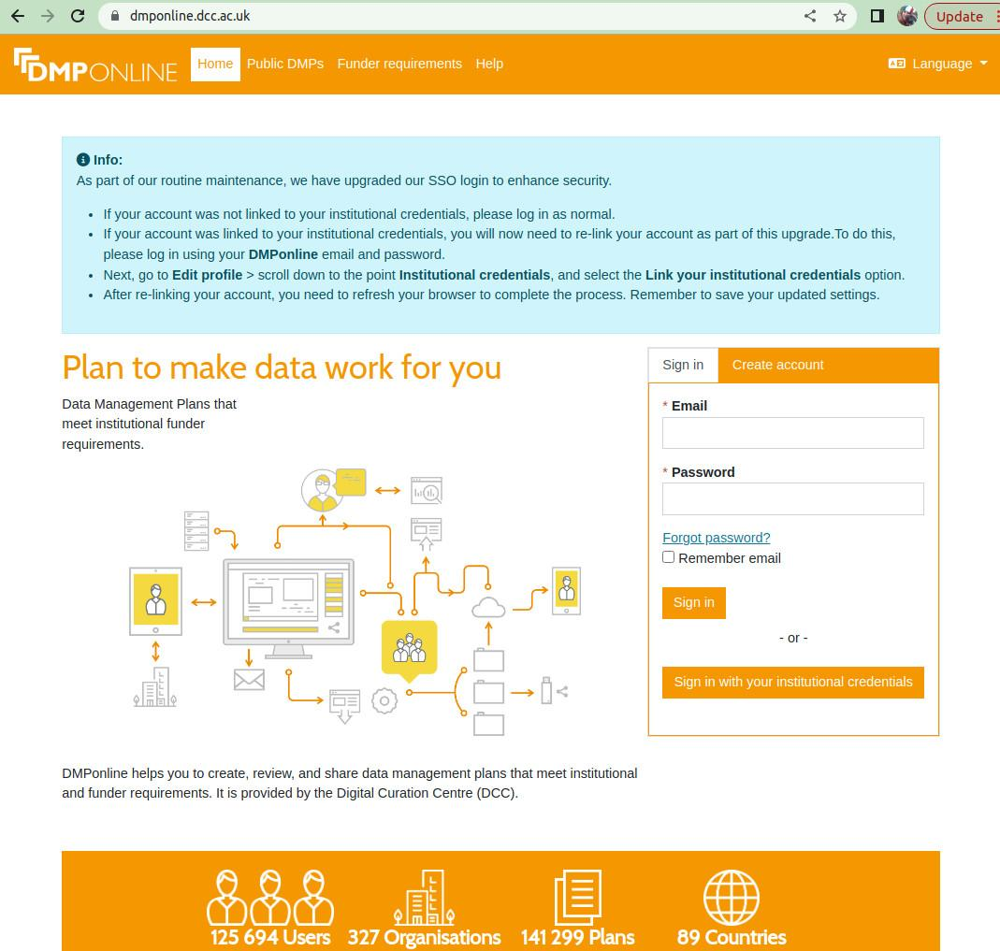 dmponline.dcc.ac.uk
Update
DMPONLINE
Home
Public DMPs
Funder requirements
Help
Language
Info:
As part of our routine maintenance, we have upgraded our SSO login to enhance security.
If your account was not linked to your institutional credentials, please log in as normal.
If your account was linked to your institutional credentials, you will now need to re-link your account as part of this upgrade.To do this,
please log in using your DMPonline email and password.
Next, go to Edit profile > scroll down to the point Institutional credentials, and select the Link your institutional credentials option.
After re-linking your account, you need to refresh your browser to complete the process. Remember to save your updated settings.
Plan to make data work for you
Data Management Plans that
meet institutional funder
requirements.
Sign in
Create account
* Email
* Password
Forgot password?
Remember email
Sign in
- or -
Sign in with your institutional credentials
DMPonline helps you to create, review, and share data management plans that meet institutional
and funder requirements. It is provided by the Digital Curation Centre (DCC).
125 694 Users
327 Organisations
141 299 Plans
89 Countries